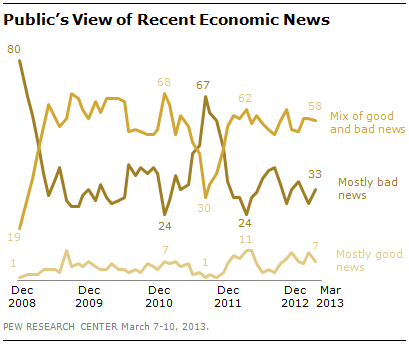 Public's View of Recent Economic News
80
68
67
62
58
Mix of good
and bad news
33
Mostly bad
news
30
24
24
19
11
7
7
1
1
Mostly good
news
Dec
2008
Dec
2009
Dec
2010
Dec
2011
Dec
2012
Mar
2013
PEW RESEARCH CENTER March 7-10, 2013.